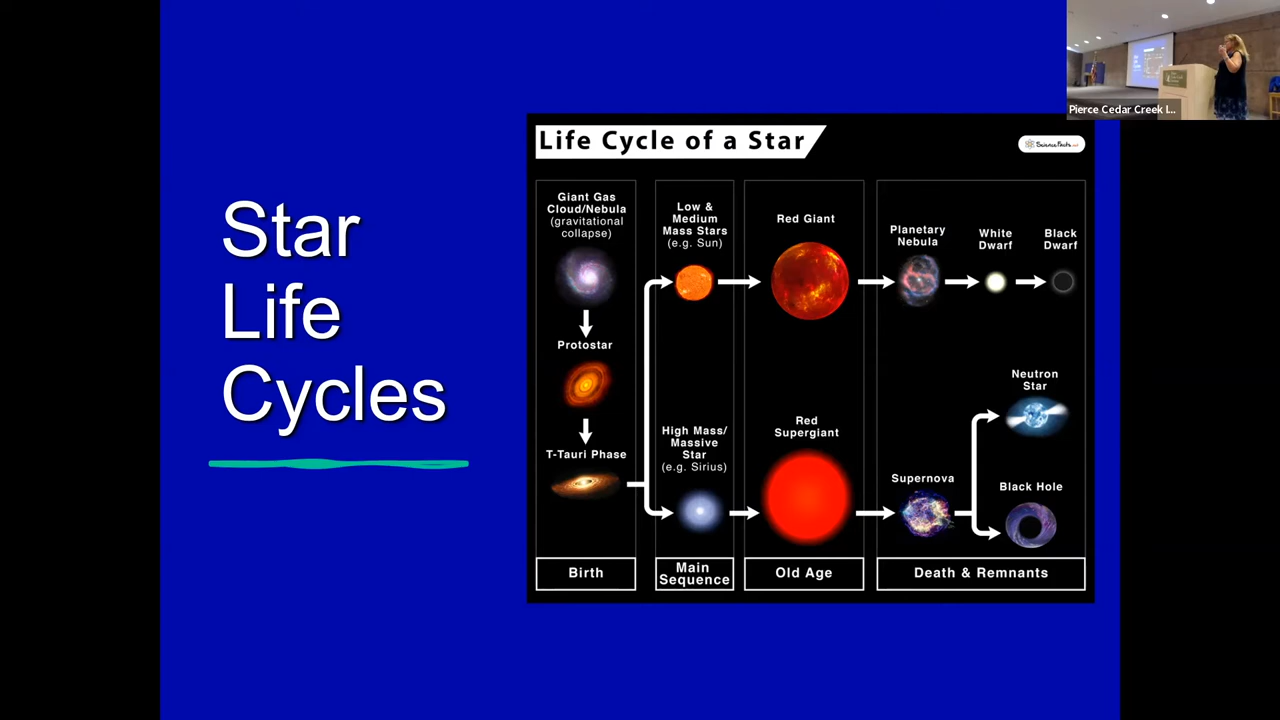 Pierce Cedar Creek I...
Star
Life
Cycles
Life Cycle of a Star
ScienceFacts.net
Giant Gas
Cloud/Nebula
(gravitational
collapse)
Protostar
T-Tauri Phase
Birth
Low &
Medium
Mass Stars
(e.g. Sun)
High Mass/
Massive
Star
(e.g. Sirius)
Main
Sequence
Red Giant
Red
Supergiant
Old Age
Planetary
Nebula
White
Dwarf
Black
Dwarf
Neutron
Star
Supernova
Black Hole
Death & Remnants